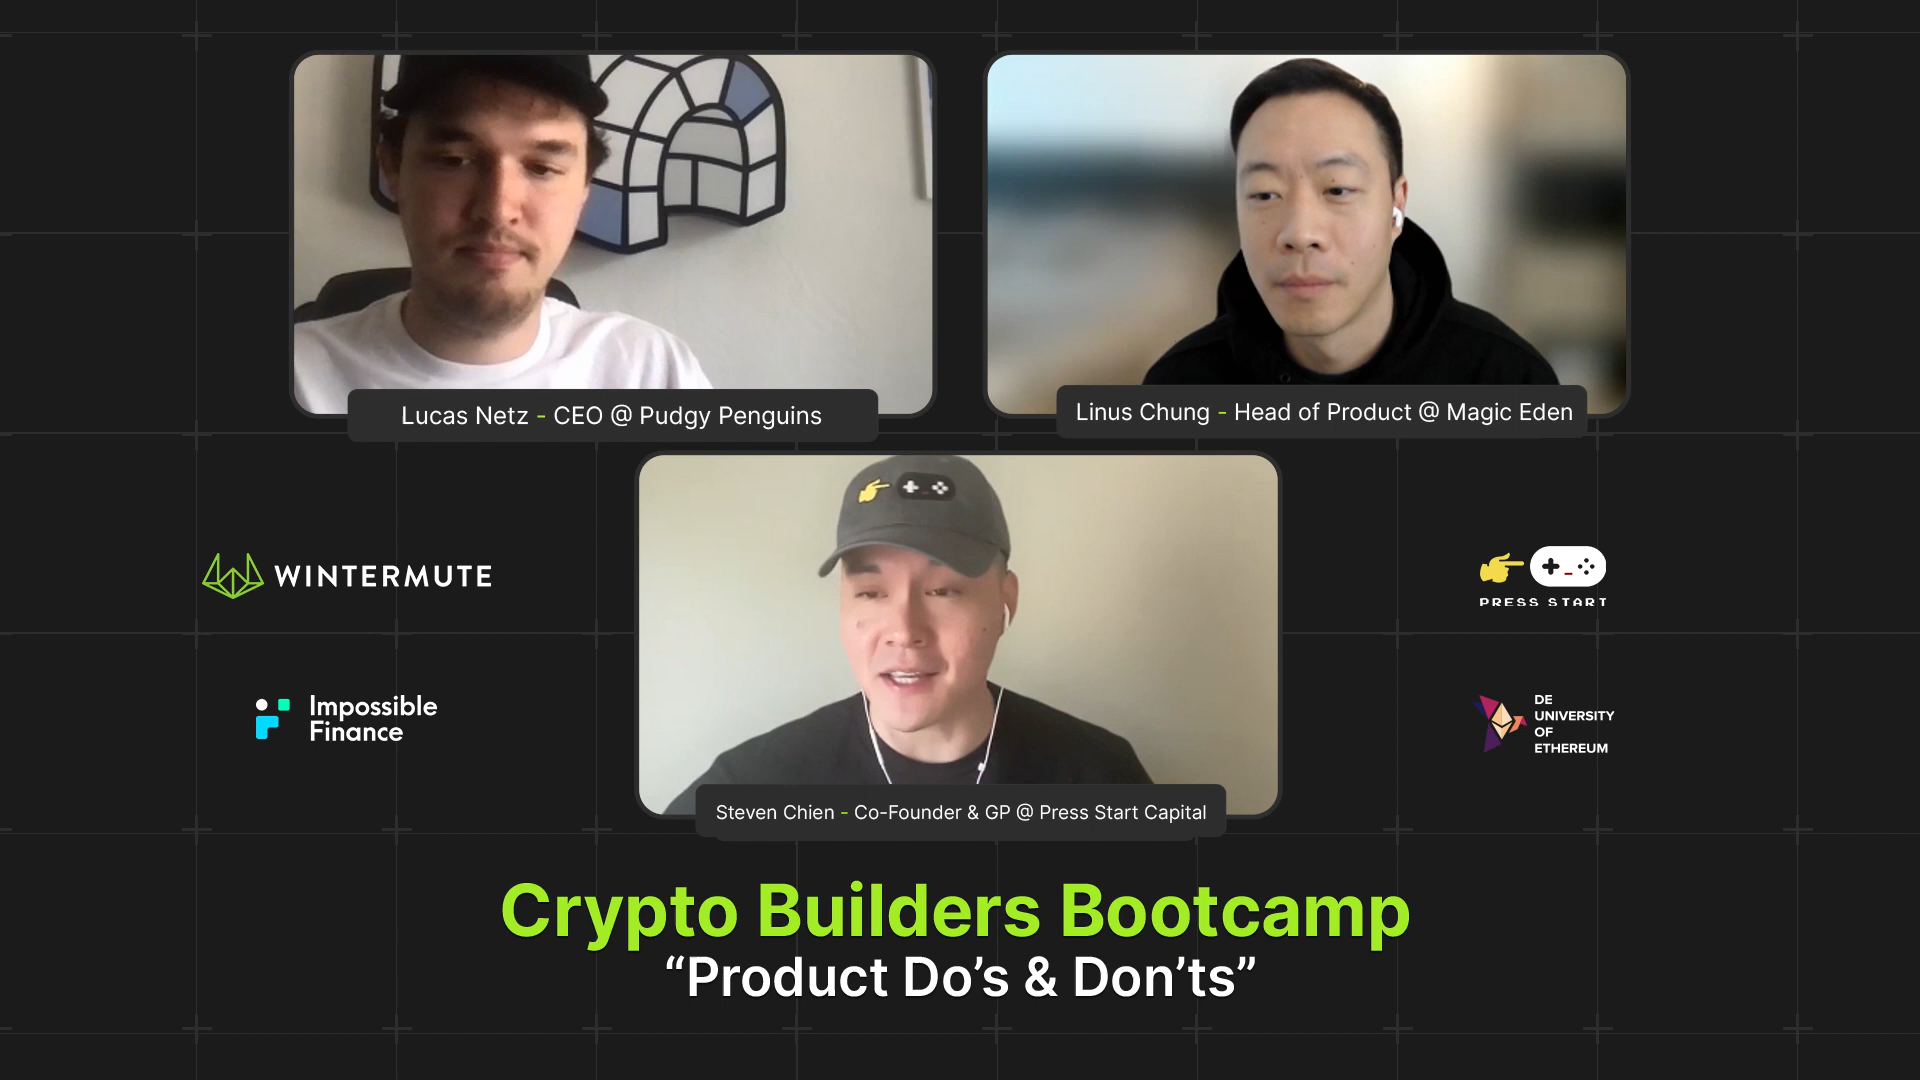 Lucas Netz - CEO @ Pudgy Penguins
Linus Chung - Head of Product @ Magic Eden
WINTERMUTE
PRESS START
Impossible
Finance
DE
UNIVERSITY
OF
ETHEREUM
Steven Chien - Co-Founder & GP @ Press Start Capital
Crypto Builders Bootcamp
“Product Do’s & Don’ts”